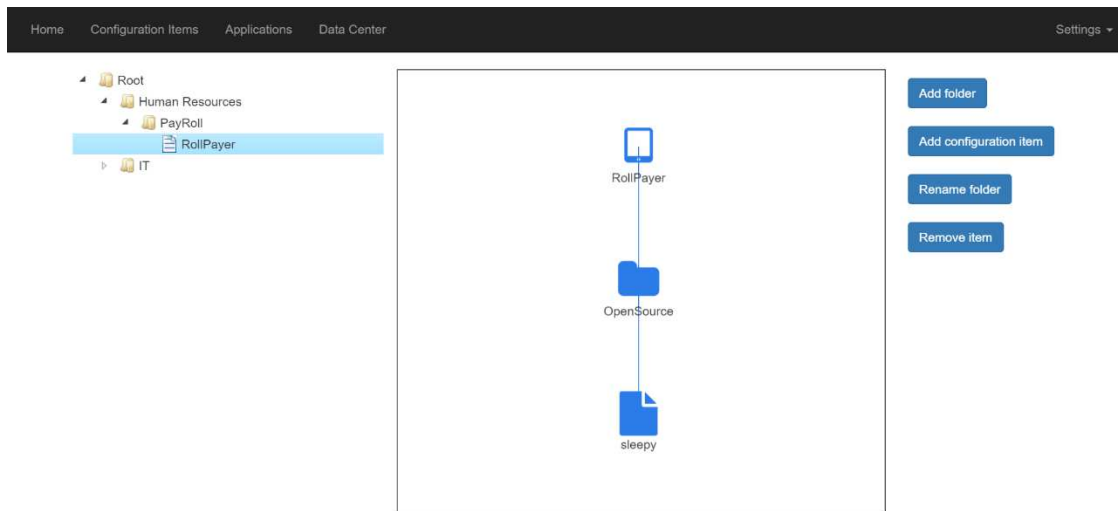 Home Configuration Items Applications Data Center Settings
Root
Human Resources
PayRoll
RollPayer
IT
RollPayer
OpenSource
sleepy
Add folder
Add configuration item
Rename folder
Remove item